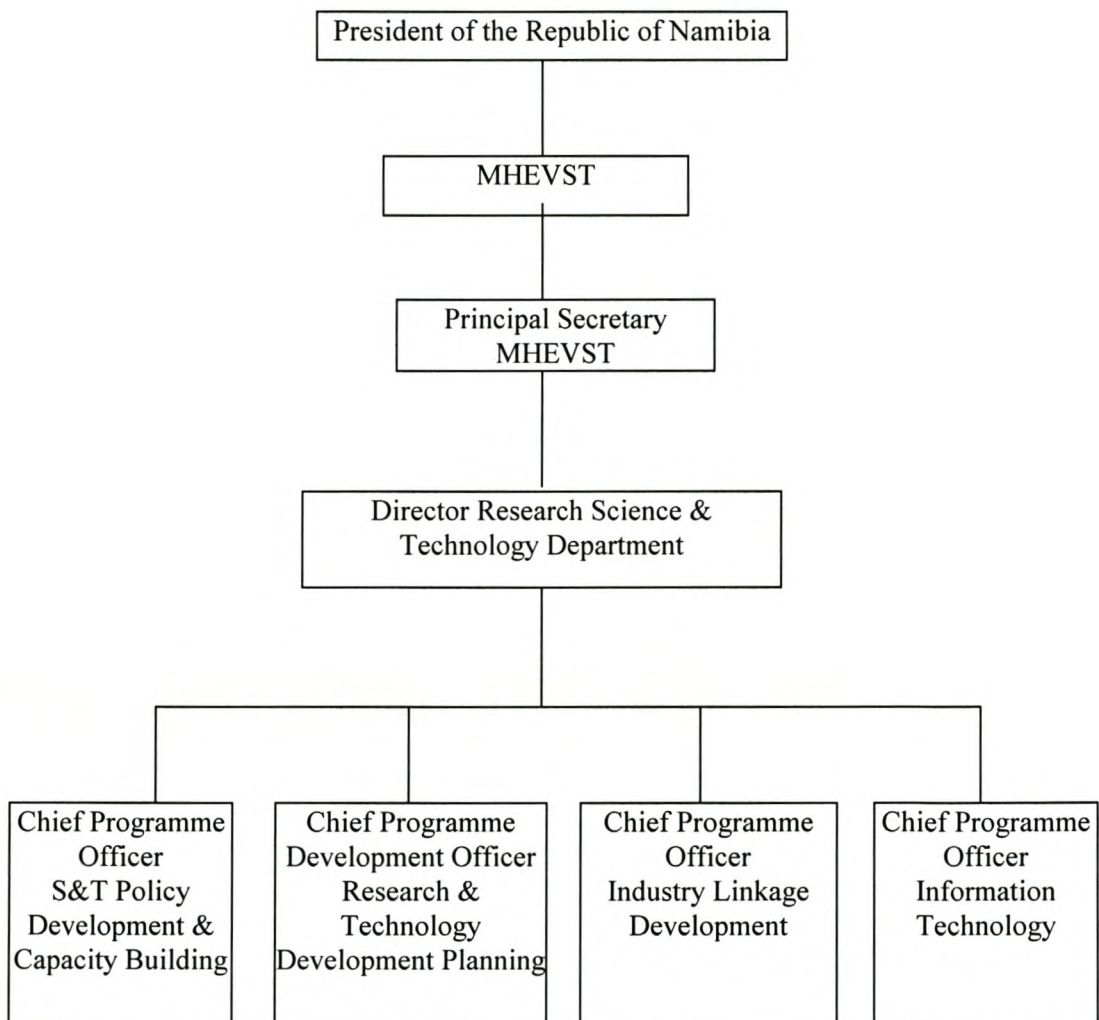 President of the Republic of Namibia
MHEVST
Principal Secretary
MHEVST
Director Research Science &
Technology Department
Chief Programme
Officer
S&T Policy
Development &
Capacity Building
Chief Programme
Development Officer
Research &
Technology
Development Planning
Chief Programme
Officer
Industry Linkage
Development
Chief Programme
Officer
Information
Technology